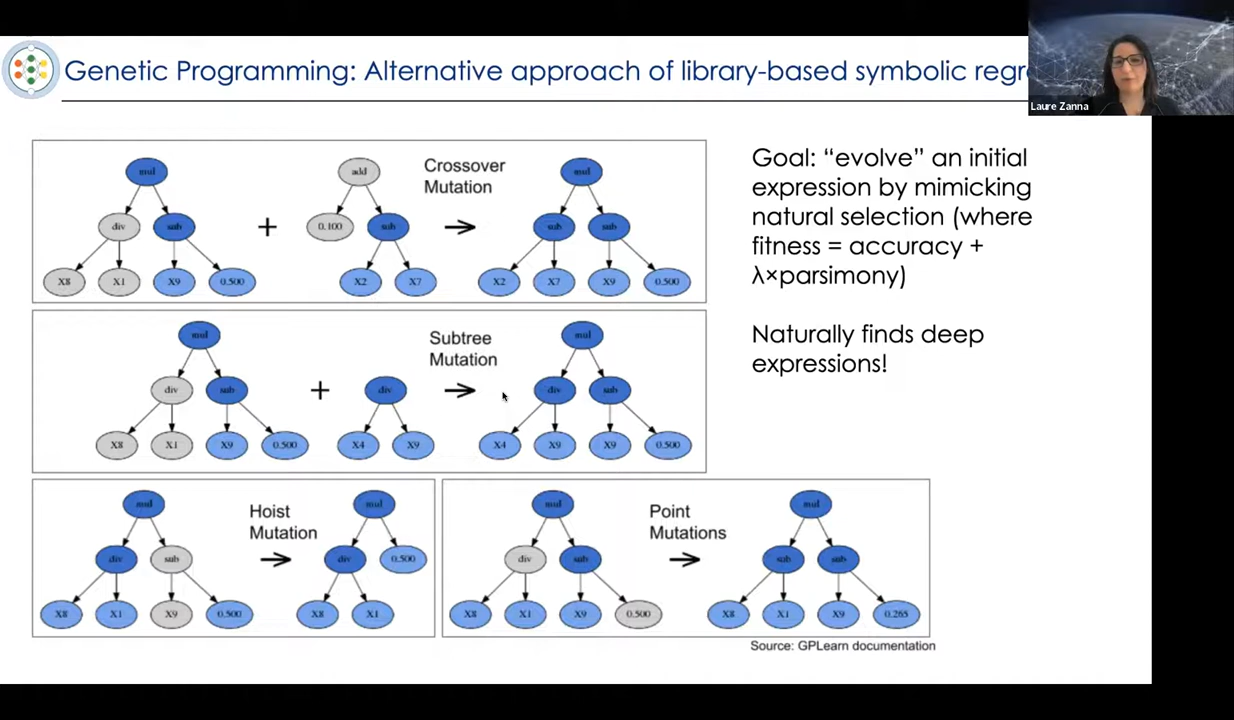 Genetic Programming: Alternative approach of library-based symbolic regr
Laure Zanna
Goal: “evolve” an initial
expression by mimicking
natural selection (where
fitness = accuracy +
λ×parsimony)
Naturally finds deep
expressions!
Crossover
Mutation
mul
div
sub
X8
X1
X9
0.500
+
add
0.100
sub
X2
X7
mul
sub
sub
X2
X7
X9
0.500
Subtree
Mutation
mul
div
sub
X8
X1
X9
0.500
+
div
X4
X9
mul
div
sub
X4
X9
X9
0.500
Hoist
Mutation
mul
div
sub
X8
X1
X9
0.500
mul
div
0.500
X8
X1
Point
Mutations
mul
div
sub
X8
X1
X9
0.500
mul
sub
sub
X8
X1
X9
0.265
Source: GPLearn documentation